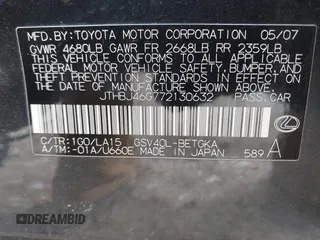 MFD. BY: TOYOTA MOTOR CORPORATION 05/07
GVWR 4680LB GAWR FR 2668LB RR 2359LB
THIS VEHICLE CONFORMS TO ALL APPLICABLE
FEDERAL MOTOR VEHICLE SAFETY, BUMPER, AND
THEFT PREVENTION STANDARDS IN EFFECT ON
THE DATE OF MANUFACTURE SHOWN ABOVE.
JTHBJ46G772130632 PASS. CAR
C/TR: 1G0/LA15 GSV40L-BETGKA
A/TM: -01A/U660E MADE IN JAPAN 589 A
DREAMBID